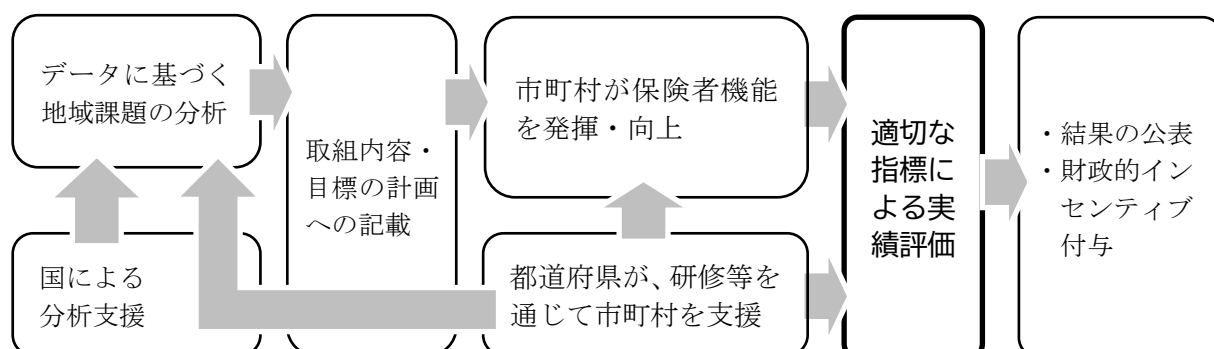 データに基づく
地域課題の分析
国による
分析支援
取組内容・
目標の計画
への記載
市町村が保険者機能
を発揮・向上
都道府県が、研修等を
通じて市町村を支援
適切な
指標に
よる実
績評価
・結果の公表
・財政的イン
センティブ
付与